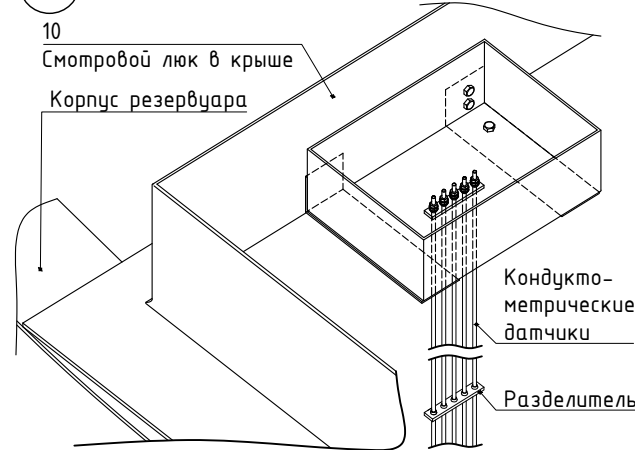 10
Смотровой люк в крыше
Корпус резервуара
Кондукто-
метрические
датчики
Разделитель